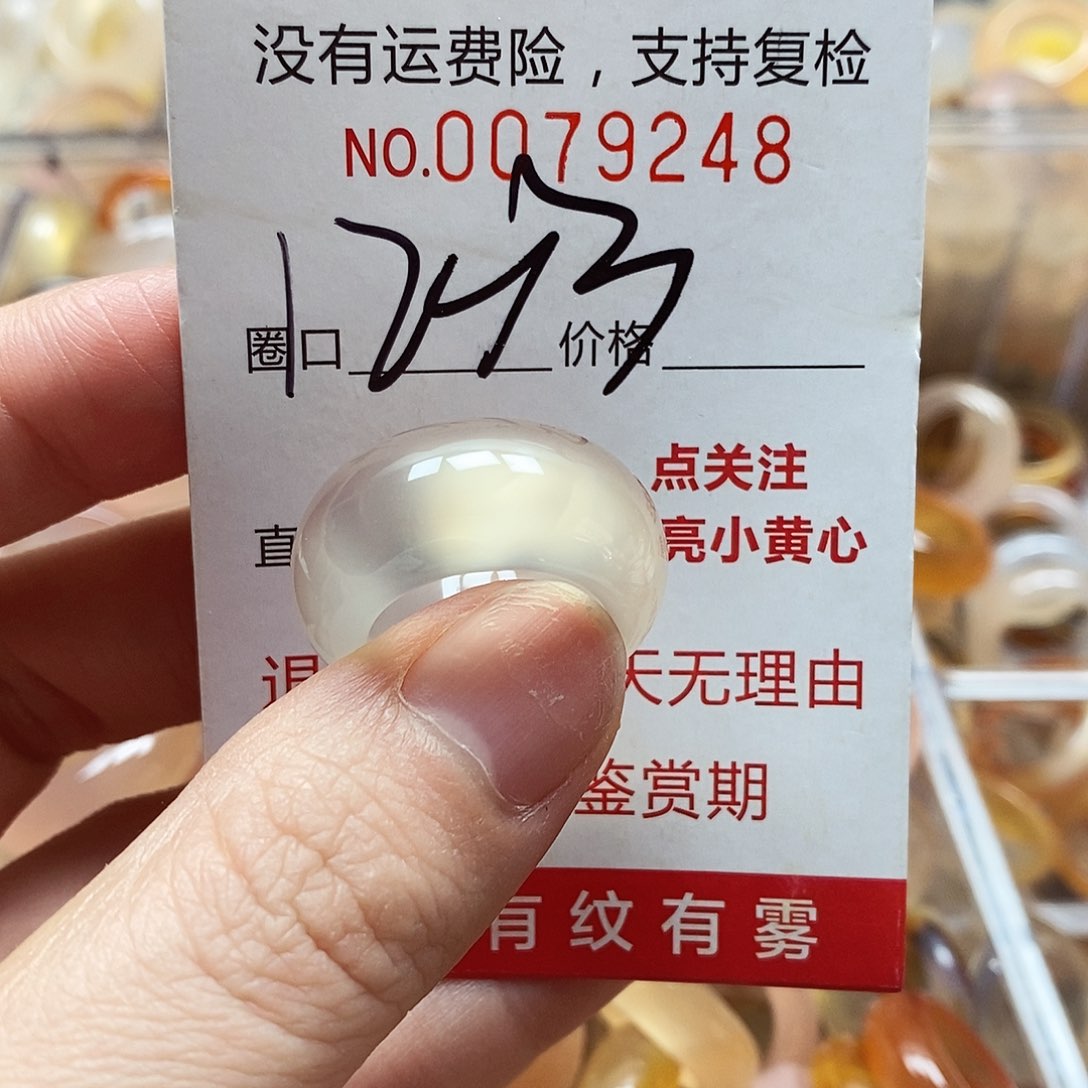 没有运费险，支持复检
NO.0079248
圈口 价格
点关注
直 亮小黄心
退 天无理由
鉴赏期
有纹有雾